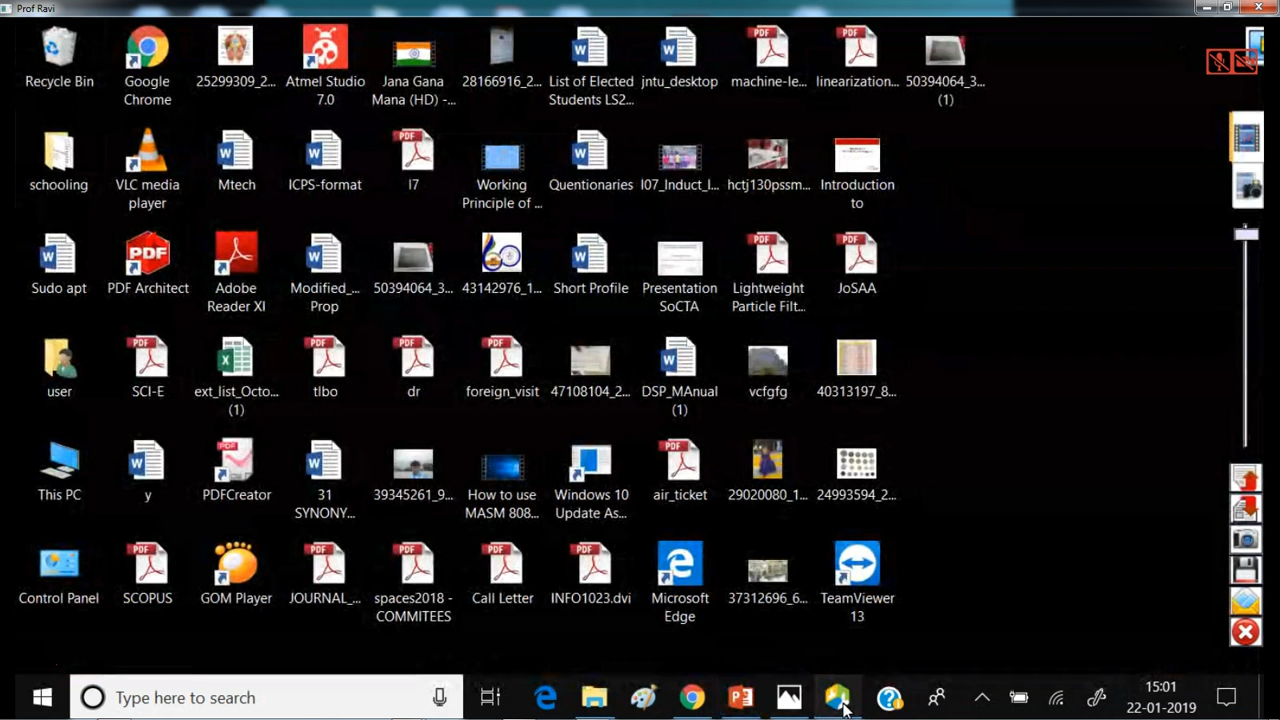 Prof Ravi
Recycle Bin
Google
Chrome
25299309_2...
Atmel Studio
7.0
Jana Gana
Mana (HD) -...
28166916_2...
List of Elected
Students LS2...
jntu_desktop
machine-le...
linearization...
50394064_3...
(1)
schooling
VLC media
player
Mtech
ICPS-format
I7
Working
Principle of ...
Quentionaries
I07_Induct_I...
hctj130pssm...
Introduction
to
Sudo apt
PDF Architect
Adobe
Reader XI
Modified_...
Prop
50394064_3...
43142976_1...
Short Profile
Presentation
SoCTA
Lightweight
Particle Filt...
JoSAA
user
SCI-E
ext_list_Octo...
(1)
tlbo
dr
foreign_visit
47108104_2...
DSP_MAnual
(1)
vcfgfg
40313197_8...
This PC
y
PDFCreator
31
SYNONY...
39345261_9...
How to use
MASM 808...
Windows 10
Update As...
air_ticket
29020080_1...
24993594_2...
Control Panel
SCOPUS
GOM Player
JOURNAL_...
spaces2018 -
COMMITEES
Call Letter
INFO1023.dvi
Microsoft
Edge
37312696_6...
TeamViewer
13
Type here to search
15:01
22-01-2019